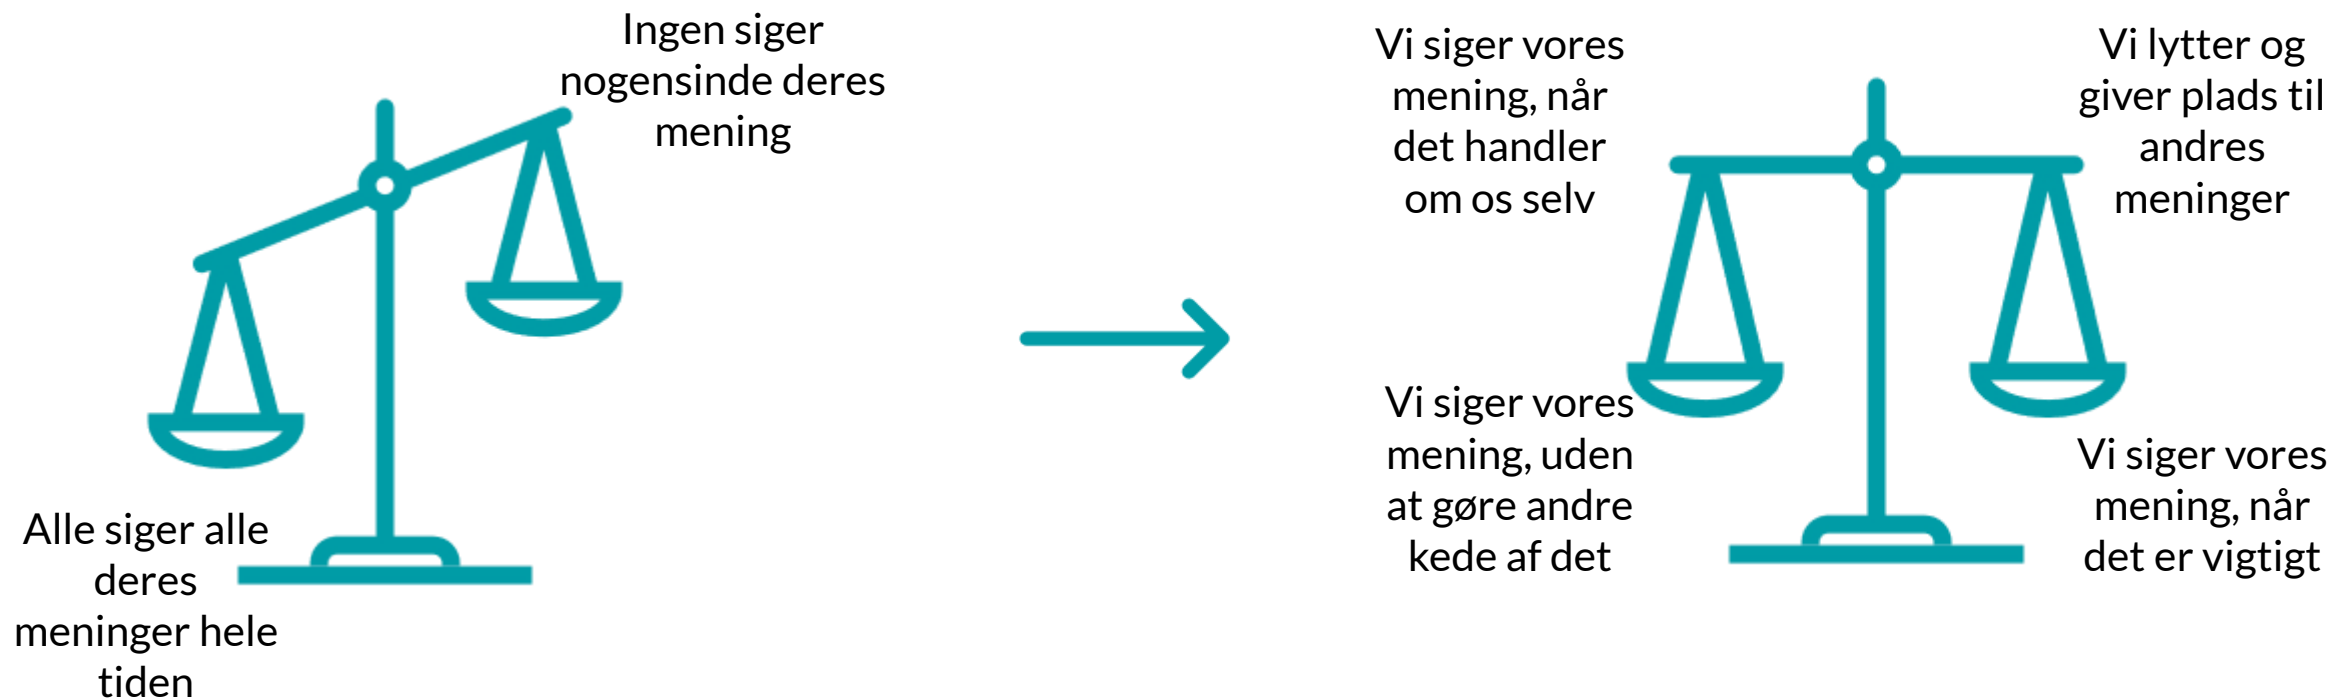 Ingen siger
nogensinde deres
mening
Alle siger alle
deres
meninger hele
tiden
Vi siger vores
mening, når
det handler
om os selv
Vi lytter og
giver plads til
andres
meninger
Vi siger vores
mening, uden
at gøre andre
kede af det
Vi siger vores
mening, når
det er vigtigt